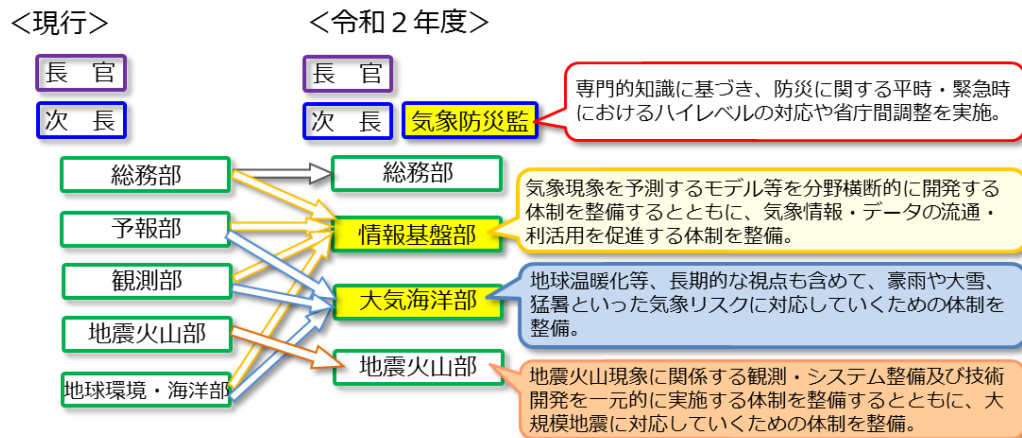 ＜現行＞
＜令和２年度＞
長　官
次　長
総務部
予報部
観測部
地震火山部
地球環境・海洋部
長　官
次　長
気象防災監
総務部
情報基盤部
大気海洋部
地震火山部
専門的知識に基づき、防災に関する平時・緊急時
におけるハイレベルの対応や省庁間調整を実施。
気象現象を予測するモデル等を分野横断的に開発する
体制を整備するとともに、気象情報・データの流通・
利活用を促進する体制を整備。
地球温暖化等、長期的な視点も含めて、豪雨や大雪、
猛暑といった気象リスクに対応していくための体制を
整備。
地震火山現象に関係する観測・システム整備及び技術
開発を一元的に実施する体制を整備するとともに、大
規模地震に対応していくための体制を整備。